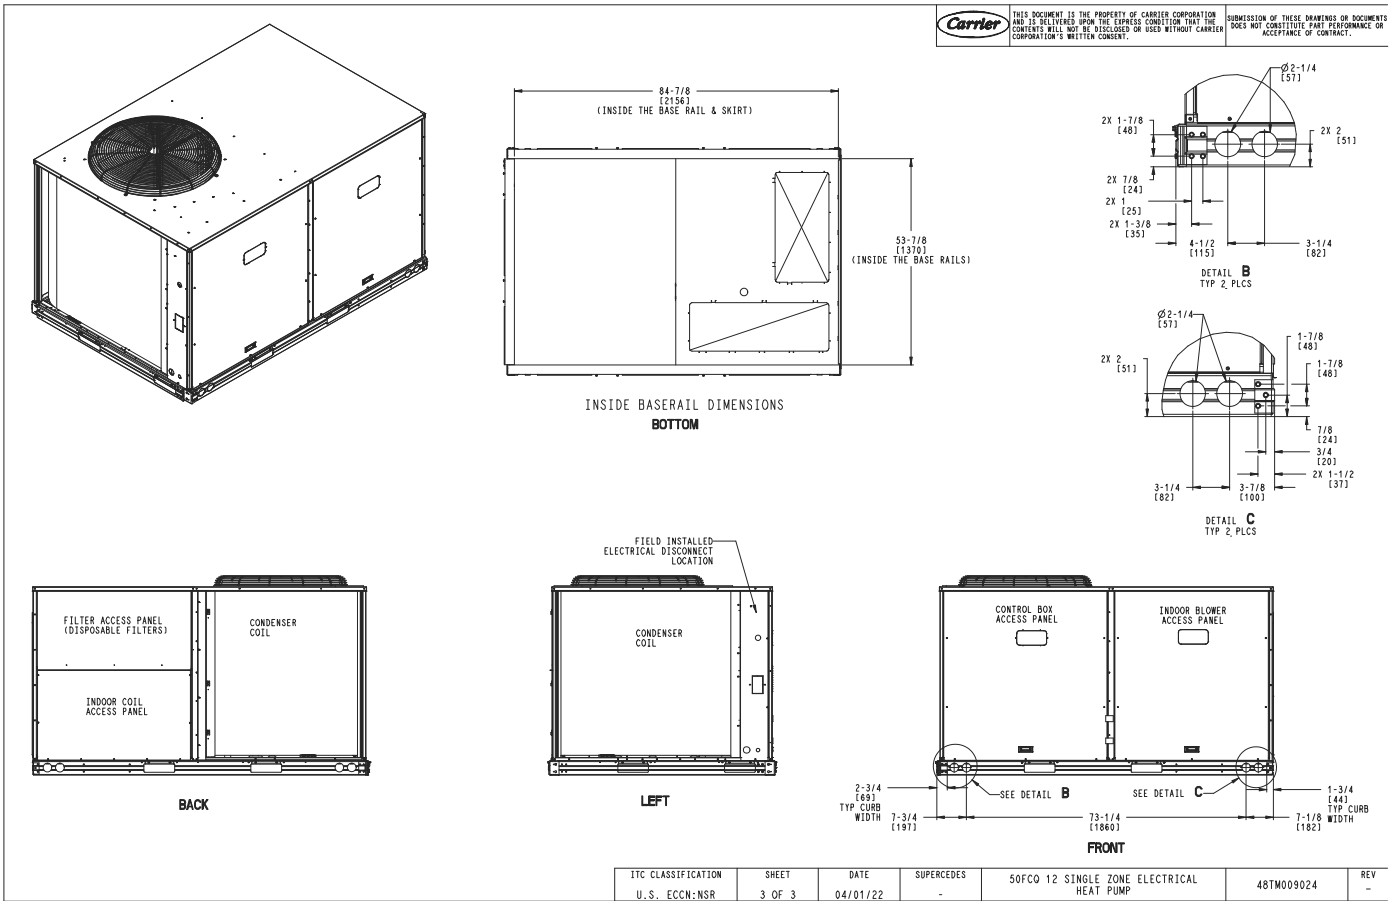 Carrier
THIS DOCUMENT IS THE PROPERTY OF CARRIER CORPORATION
AND IS DELIVERED UPON THE EXPRESS CONDITION THAT THE
CONTENTS WILL NOT BE DISCLOSED OR USED WITHOUT CARRIER
CORPORATION'S WRITTEN CONSENT.
SUBMISSION OF THESE DRAWINGS OR DOCUMENTS
DOES NOT CONSTITUTE PART PERFORMANCE OR
ACCEPTANCE OF CONTRACT.
84-7/8
[2156]
(INSIDE THE BASE RAIL & SKIRT)
53-7/8
[1370]
(INSIDE THE BASE RAILS)
INSIDE BASERAIL DIMENSIONS
BOTTOM
Ø2-1/4
[57]
2X 1-7/8
[48]
2X 2
[51]
2X 7/8
[24]
2X 1
[25]
2X 1-3/8
[35]
4-1/2
[115]
3-1/4
[82]
DETAIL B
TYP 2 PLCS
Ø2-1/4
[57]
1-7/8
[48]
2X 2
[51]
1-7/8
[48]
7/8
[24]
3/4
[20]
2X 1-1/2
[37]
3-1/4
[82]
3-7/8
[100]
DETAIL C
TYP 2 PLCS
FILTER ACCESS PANEL
(DISPOSABLE FILTERS)
CONDENSER
COIL
INDOOR COIL
ACCESS PANEL
BACK
FIELD INSTALLED
ELECTRICAL DISCONNECT
LOCATION
CONDENSER
COIL
LEFT
CONTROL BOX
ACCESS PANEL
INDOOR BLOWER
ACCESS PANEL
2-3/4
[69]
TYP CURB
WIDTH
SEE DETAIL B
SEE DETAIL C
1-3/4
[44]
TYP CURB
WIDTH
7-3/4
[197]
73-1/4
[1860]
7-1/8
[182]
FRONT
ITC CLASSIFICATION
U.S. ECCN:NSR
SHEET
3 OF 3
DATE
04/01/22
SUPERCEDES
-
50FCQ 12 SINGLE ZONE ELECTRICAL
HEAT PUMP
48TM009024
REV
-